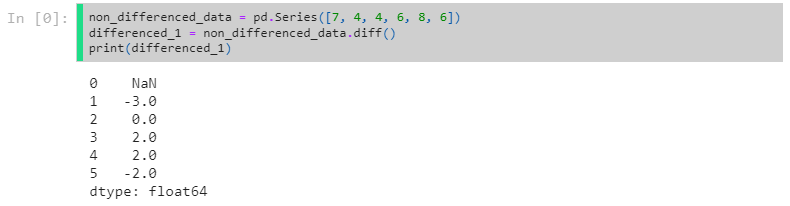 In [0]: non_differenced_data = pd.Series([7, 4, 4, 6, 8, 6])
differenced_1 = non_differenced_data.diff()
print(differenced_1)
0    NaN
1   -3.0
2    0.0
3    2.0
4    2.0
5   -2.0
dtype: float64